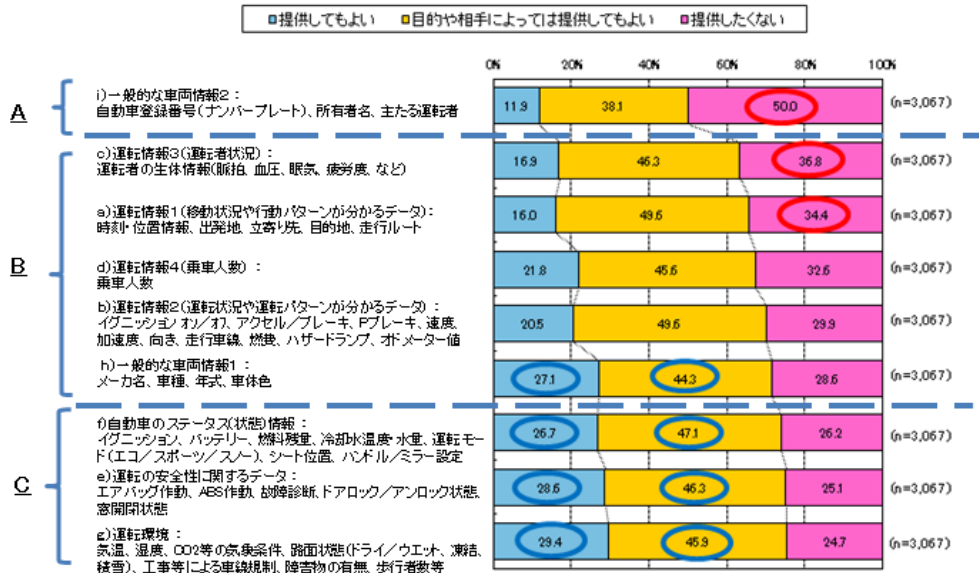 提供してもよい 目的や相手によっては提供してもよい 提供したくない
0% 20% 40% 60% 80% 100%
A
i)一般的な車両情報2：
自動車登録番号(ナンバープレート)、所有者名、主たる運転者
11.9 38.1 50.0 (n=3,067)
c)運転情報3(運転者状況)：
運転者の生体情報(脈拍、血圧、眠気、疲労度、など)
16.9 46.3 36.8 (n=3,067)
a)運転情報1(移動状況や行動パターンが分かるデータ)：
時刻・位置情報、出発地、立寄り先、目的地、走行ルート
16.0 49.6 34.4 (n=3,067)
B
d)運転情報4(乗車人数)：
乗車人数
21.8 45.6 32.6 (n=3,067)
b)運転情報2(運転状況や運転パターンが分かるデータ)：
イグニッション オン/オフ、アクセル／ブレーキ、Pブレーキ、速度、
加速度、向き、走行車線、燃費、ハザードランプ、オドメーター値
20.5 49.6 29.9 (n=3,067)
h)一般的な車両情報1：
メーカ名、車種、年式、車体色
27.1 44.3 28.6 (n=3,067)
f)自動車のステータス(状態)情報：
イグニッション、バッテリー、燃料残量、冷却水温度・水量、運転モー
ド(エコ／スポーツ／スノー)、シート位置、ハンドル／ミラー設定
26.7 47.1 26.2 (n=3,067)
C
e)運転の安全性に関するデータ：
エアバッグ作動、ABS作動、故障診断、ドアロック／アンロック状態、
窓開閉状態
28.6 46.3 25.1 (n=3,067)
g)運転環境：
気温、湿度、CO2等の気象条件、路面状態(ドライ／ウエット、凍結、
積雪)、工事等による車線規制、障害物の有無、歩行者数等
29.4 45.9 24.7 (n=3,067)